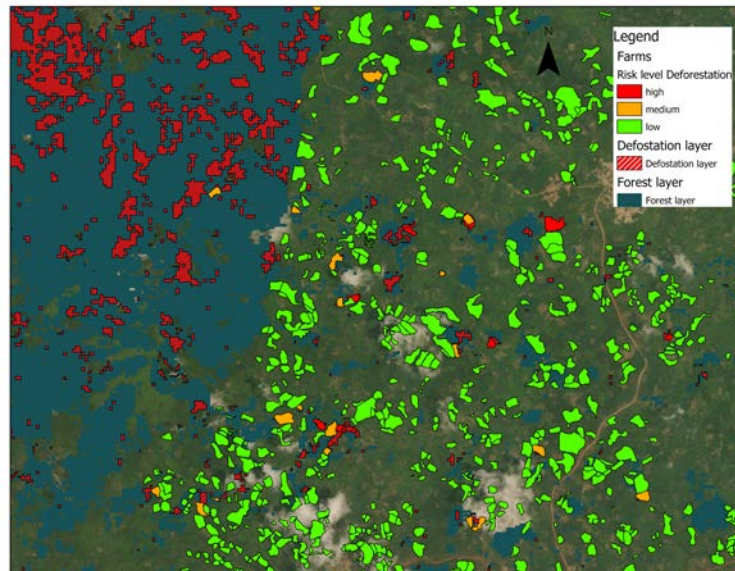 N
Legend
Farms
Risk level Deforestation
high
medium
low
Defostation layer
Defostation layer
Forest layer
Forest layer